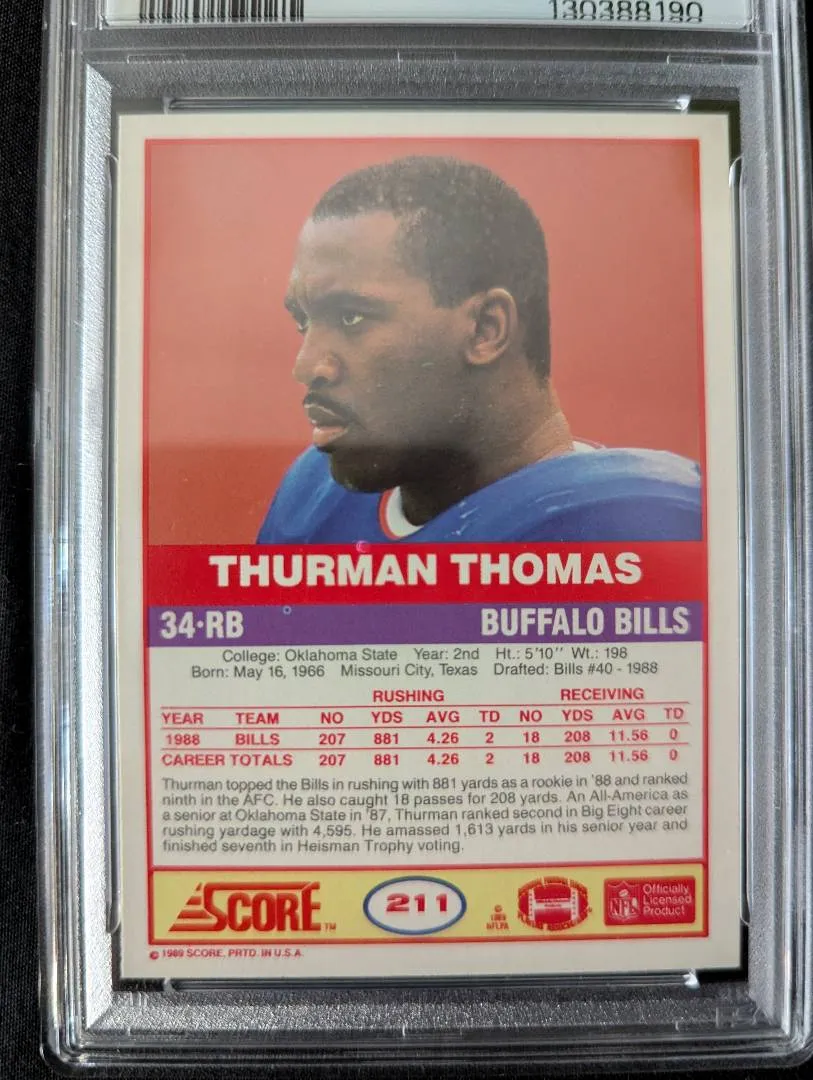 130388190
THURMAN THOMAS
34·RB BUFFALO BILLS
College: Oklahoma State Year: 2nd Ht.: 5'10'' Wt.: 198
Born: May 16, 1966 Missouri City, Texas Drafted: Bills #40 - 1988
RUSHING RECEIVING
YEAR TEAM NO YDS AVG TD NO YDS AVG TD
1988 BILLS 207 881 4.26 2 18 208 11.56 0
CAREER TOTALS 207 881 4.26 2 18 208 11.56 0
Thurman topped the Bills in rushing with 881 yards as a rookie in '88 and ranked
ninth in the AFC. He also caught 18 passes for 208 yards. An All-America as
a senior at Oklahoma State in '87, Thurman ranked second in Big Eight career
rushing yardage with 4,595. He amassed 1,613 yards in his senior year and
finished seventh in Heisman Trophy voting.
SCORE™ 211 © 1989 NFLPA NFL Officially Licensed Product
© 1989 SCORE, PRTD. IN U.S.A.